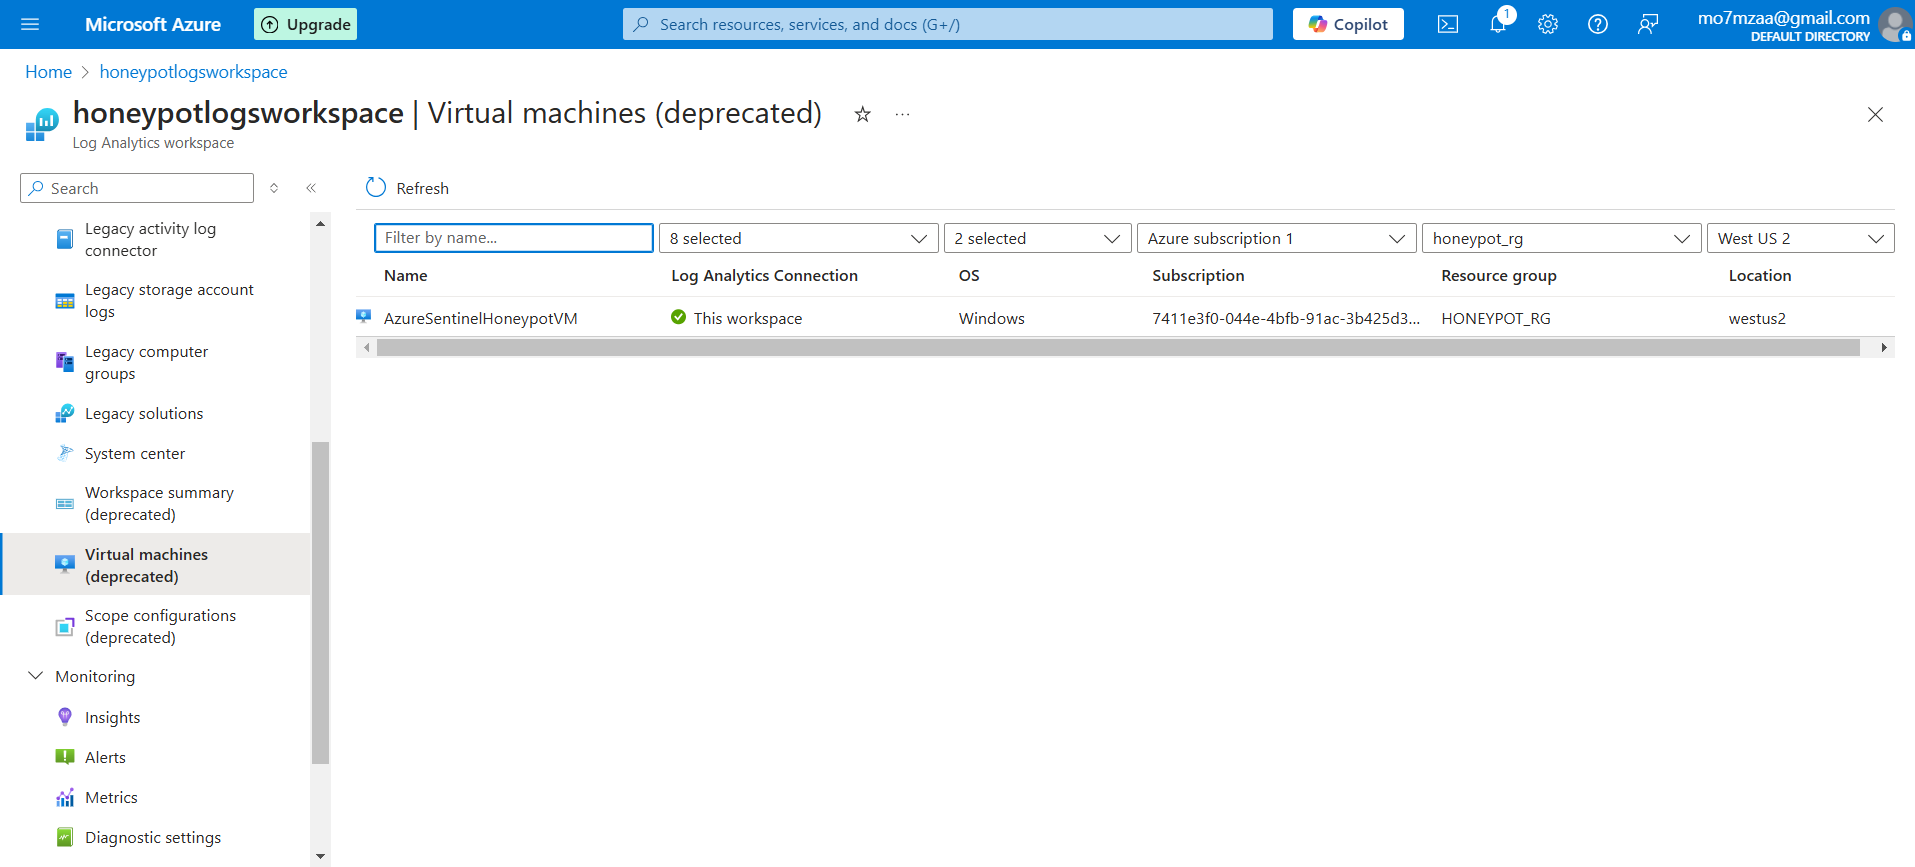 Microsoft Azure
Upgrade
Search resources, services, and docs (G+/)
Copilot
1
mo7mzaa@gmail.com
DEFAULT DIRECTORY
Home > honeypotlogsworkspace
honeypotlogsworkspace | Virtual machines (deprecated)
Log Analytics workspace
Search
Legacy activity log
connector
Legacy storage account
logs
Legacy computer
groups
Legacy solutions
System center
Workspace summary
(deprecated)
Virtual machines
(deprecated)
Scope configurations
(deprecated)
Monitoring
Insights
Alerts
Metrics
Diagnostic settings
Refresh
Filter by name... 8 selected 2 selected Azure subscription 1 honeypot_rg West US 2
Name Log Analytics Connection OS Subscription Resource group Location
AzureSentinelHoneypotVM This workspace Windows 7411e3f0-044e-4bfb-91ac-3b425d3... HONEYPOT_RG westus2